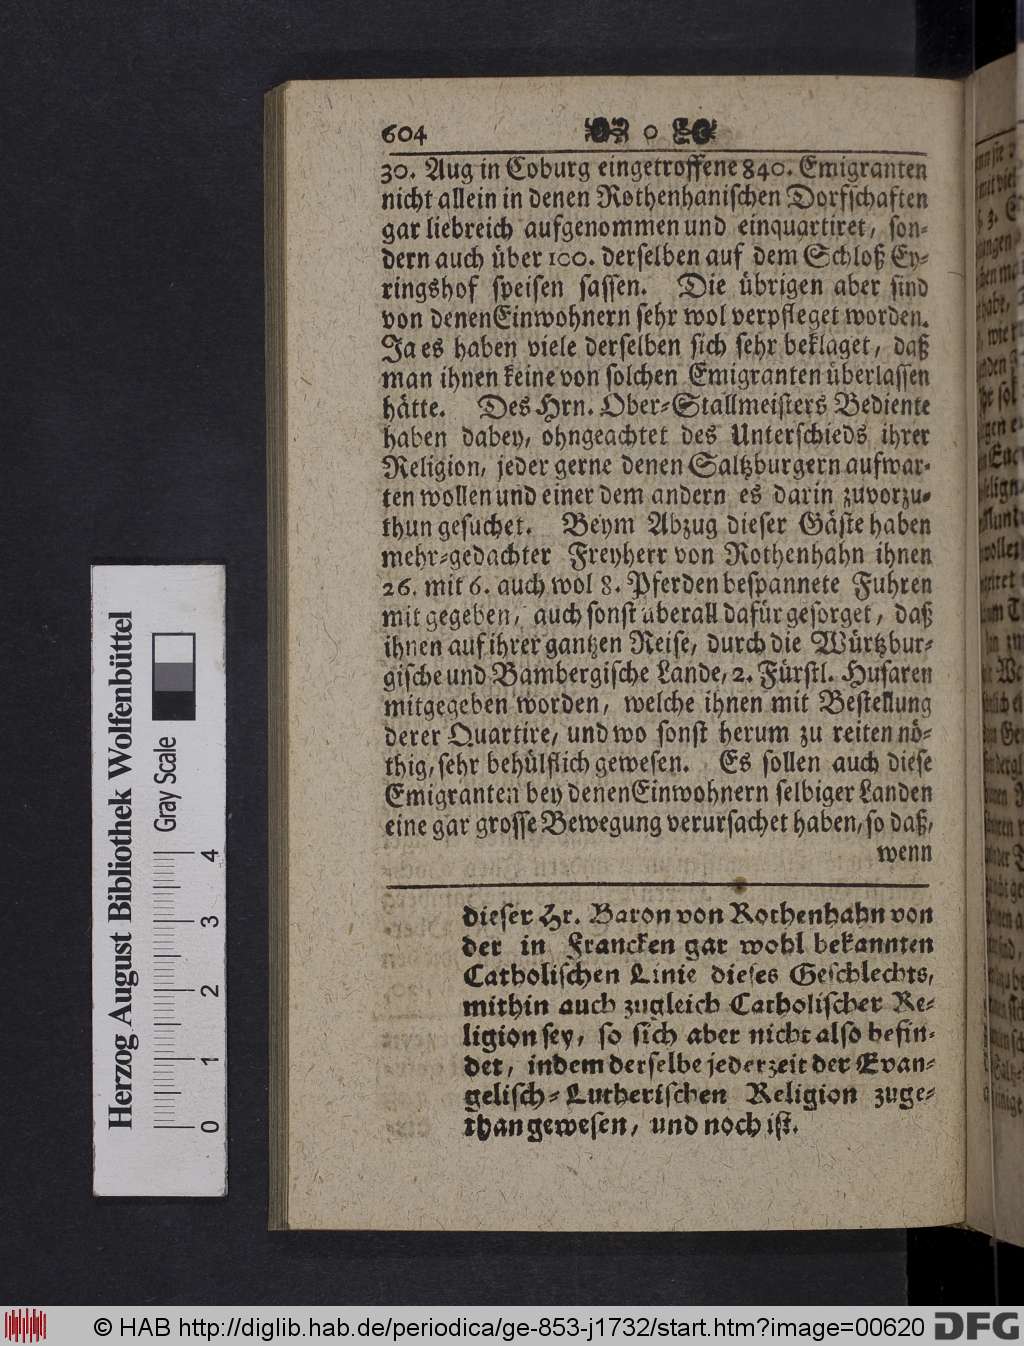 604 o
30. Aug in Coburg eingetroffene 840. Emigranten
nicht allein in denen Rothenhanischen Dorfschaften
gar liebreich aufgenommen und einquartiret, son-
dern auch über 100. derselben auf dem Schloß Ey-
ringshof speisen sassen. Die übrigen aber sind
von denen Einwohnern sehr wol verpfleget worden.
Ja es haben viele derselben sich sehr beklaget, daß
man ihnen keine von solchen Emigranten überlassen
hätte. Des Hrn. Ober-Stallmeisters Bediente
haben dabey, ohngeachtet des Unterschieds ihrer
Religion, jeder gerne denen Saltzburgern aufwar-
ten wollen und einer dem andern es darin zuvorzu-
thun gesuchet. Beym Abzug dieser Gäste haben
mehr-gedachter Freyherr von Rothenhahn ihnen
26. mit 6. auch wol 8. Pferden bespannete Fuhren
mit gegeben, auch sonst überall dafür gesorget, daß
ihnen auf ihrer gantzen Reise, durch die Würtzbur-
gische und Bambergische Lande, 2. Fürstl. Husaren
mitgegeben worden, welche ihnen mit Bestellung
derer Quartire, und wo sonst herum zu reiten nö-
thig, sehr behülflich gewesen. Es sollen auch diese
Emigranten bey denen Einwohnern selbiger Landen
eine gar grosse Bewegung verursachet haben, so daß,
wenn
dieser Hr. Baron von Rothenhahn von
der in Francken gar wohl bekannten
Catholischen Linie dieses Geschlechts,
mithin auch zugleich Catholischer Re-
ligion sey, so sich aber nicht also befin-
det, indem derselbe jederzeit der Evan-
gelisch-Lutherischen Religion zuge-
than gewesen, und noch ist.
Herzog August Bibliothek Wolfenbüttel
Gray Scale
0 1 2 3 4
© HAB http://diglib.hab.de/periodica/ge-853-j1732/start.htm?image=00620
DFG